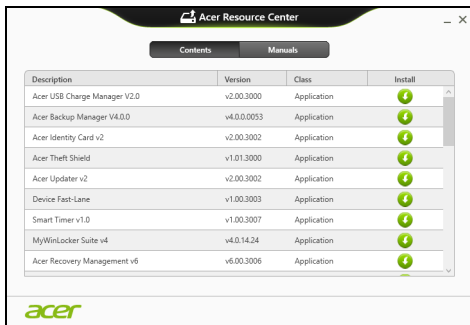 Acer Resource Center
Contents Manuals
Description Version Class Install
Acer USB Charge Manager V2.0 v2.00.3000 Application
Acer Backup Manager V4.0.0 v4.0.0.0053 Application
Acer Identity Card v2 v2.00.3002 Application
Acer Theft Shield v1.01.3000 Application
Acer Updater v2 v2.00.3002 Application
Device Fast-Lane v1.00.3003 Application
Smart Timer v1.0 v1.00.3007 Application
MyWinLocker Suite v4 v4.0.14.24 Application
Acer Recovery Management v6 v6.00.3006 Application
acer